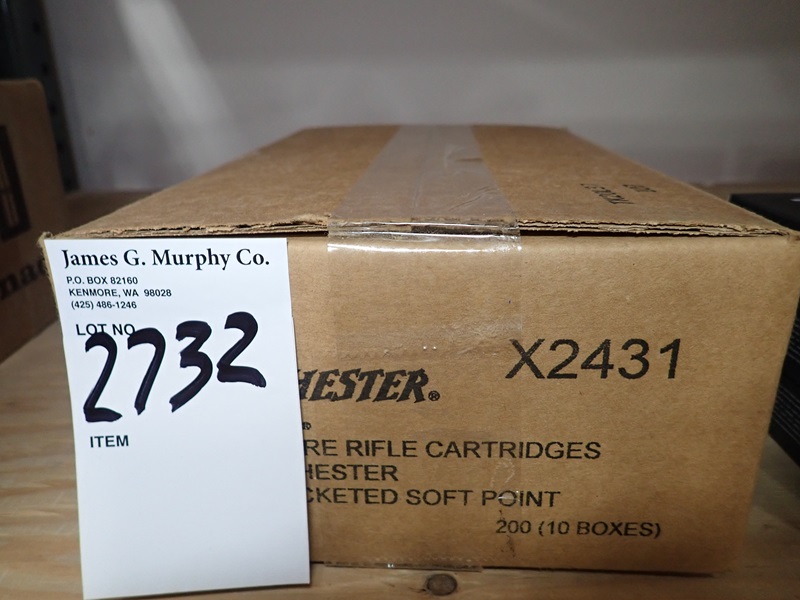 James G. Murphy Co.
P.O. BOX 82160
KENMORE, WA 98028
(425) 486-1246
LOT NO
2732
ITEM
HESTER®
®
X2431
RE RIFLE CARTRIDGES
HESTER
CKETED SOFT POINT
200 (10 BOXES)